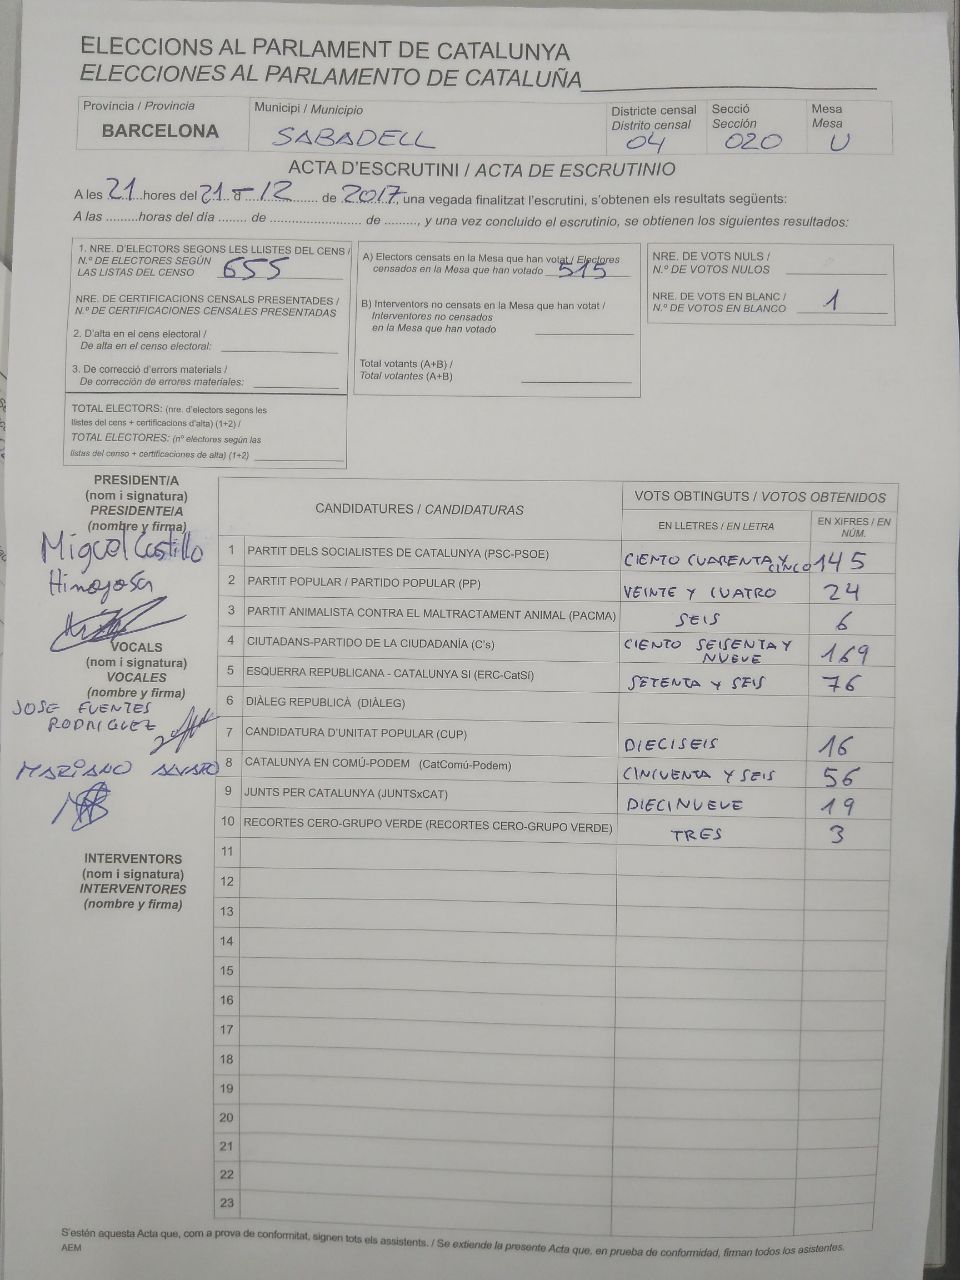 ELECCIONS AL PARLAMENT DE CATALUNYA
ELECCIONES AL PARLAMENTO DE CATALUÑA
Província / Provincia
BARCELONA
Municipi / Municipio
SABADELL
Districte censal
Distrito censal
04
Secció
Sección
020
Mesa
Mesa
U
ACTA D'ESCRUTINI / ACTA DE ESCRUTINIO
A les 21 hores del 21 d - 12 de 2017, una vegada finalitzat l'escrutini, s'obtenen els resultats següents:
A las .........horas del día ........ de ........................ de ........., y una vez concluido el escrutinio, se obtienen los siguientes resultados:
1. NRE. D'ELECTORS SEGONS LES LLISTES DEL CENS /
N.º DE ELECTORES SEGÚN
LAS LISTAS DEL CENSO 655
NRE. DE CERTIFICACIONS CENSALS PRESENTADES /
N.º DE CERTIFICACIONES CENSALES PRESENTADAS
2. D'alta en el cens electoral /
De alta en el censo electoral:
3. De correcció d'errors materials /
De corrección de errores materiales:
TOTAL ELECTORS: (nre. d'electors segons les
llistes del cens + certificacions d'alta) (1+2) /
TOTAL ELECTORES: (nº electores según las
listas del censo + certificaciones de alta) (1+2)
A) Electors censats en la Mesa que han votat / Electores
censados en la Mesa que han votado 515
B) Interventors no censats en la Mesa que han votat /
Interventores no censados
en la Mesa que han votado
Total votants (A+B) /
Total votantes (A+B)
NRE. DE VOTS NULS /
N.º DE VOTOS NULOS
NRE. DE VOTS EN BLANC /
N.º DE VOTOS EN BLANCO 1
PRESIDENT/A
(nom i signatura)
PRESIDENTE/A
(nombre y firma)
Miguel Castillo
Hinojosa
VOCALS
(nom i signatura)
VOCALES
(nombre y firma)
JOSE FUENTES
RODRIGUEZ
MARIANO ALVARO
INTERVENTORS
(nom i signatura)
INTERVENTORES
(nombre y firma)
CANDIDATURES / CANDIDATURAS
VOTS OBTINGUTS / VOTOS OBTENIDOS
EN LLETRES / EN LETRA
EN XIFRES / EN NÚM.
1 PARTIT DELS SOCIALISTES DE CATALUNYA (PSC-PSOE) CIENTO CUARENTA Y CINCO 145
2 PARTIT POPULAR / PARTIDO POPULAR (PP) VEINTE Y CUATRO 24
3 PARTIT ANIMALISTA CONTRA EL MALTRACTAMENT ANIMAL (PACMA) SEIS 6
4 CIUTADANS-PARTIDO DE LA CIUDADANÍA (C's) CIENTO SEISENTA Y NUEVE 169
5 ESQUERRA REPUBLICANA - CATALUNYA SI (ERC-CatSí) SETENTA Y SEIS 76
6 DIÀLEG REPUBLICÀ (DIÀLEG)
7 CANDIDATURA D'UNITAT POPULAR (CUP) DIECISEIS 16
8 CATALUNYA EN COMÚ-PODEM (CatComú-Podem) CINCUENTA Y SEIS 56
9 JUNTS PER CATALUNYA (JUNTSxCAT) DIECINUEVE 19
10 RECORTES CERO-GRUPO VERDE (RECORTES CERO-GRUPO VERDE) TRES 3
11
12
13
14
15
16
17
18
19
20
21
22
23
S'estén aquesta Acta que, com a prova de conformitat, signen tots els assistents. / Se extiende la presente Acta que, en prueba de conformidad, firman todos los asistentes.
AEM